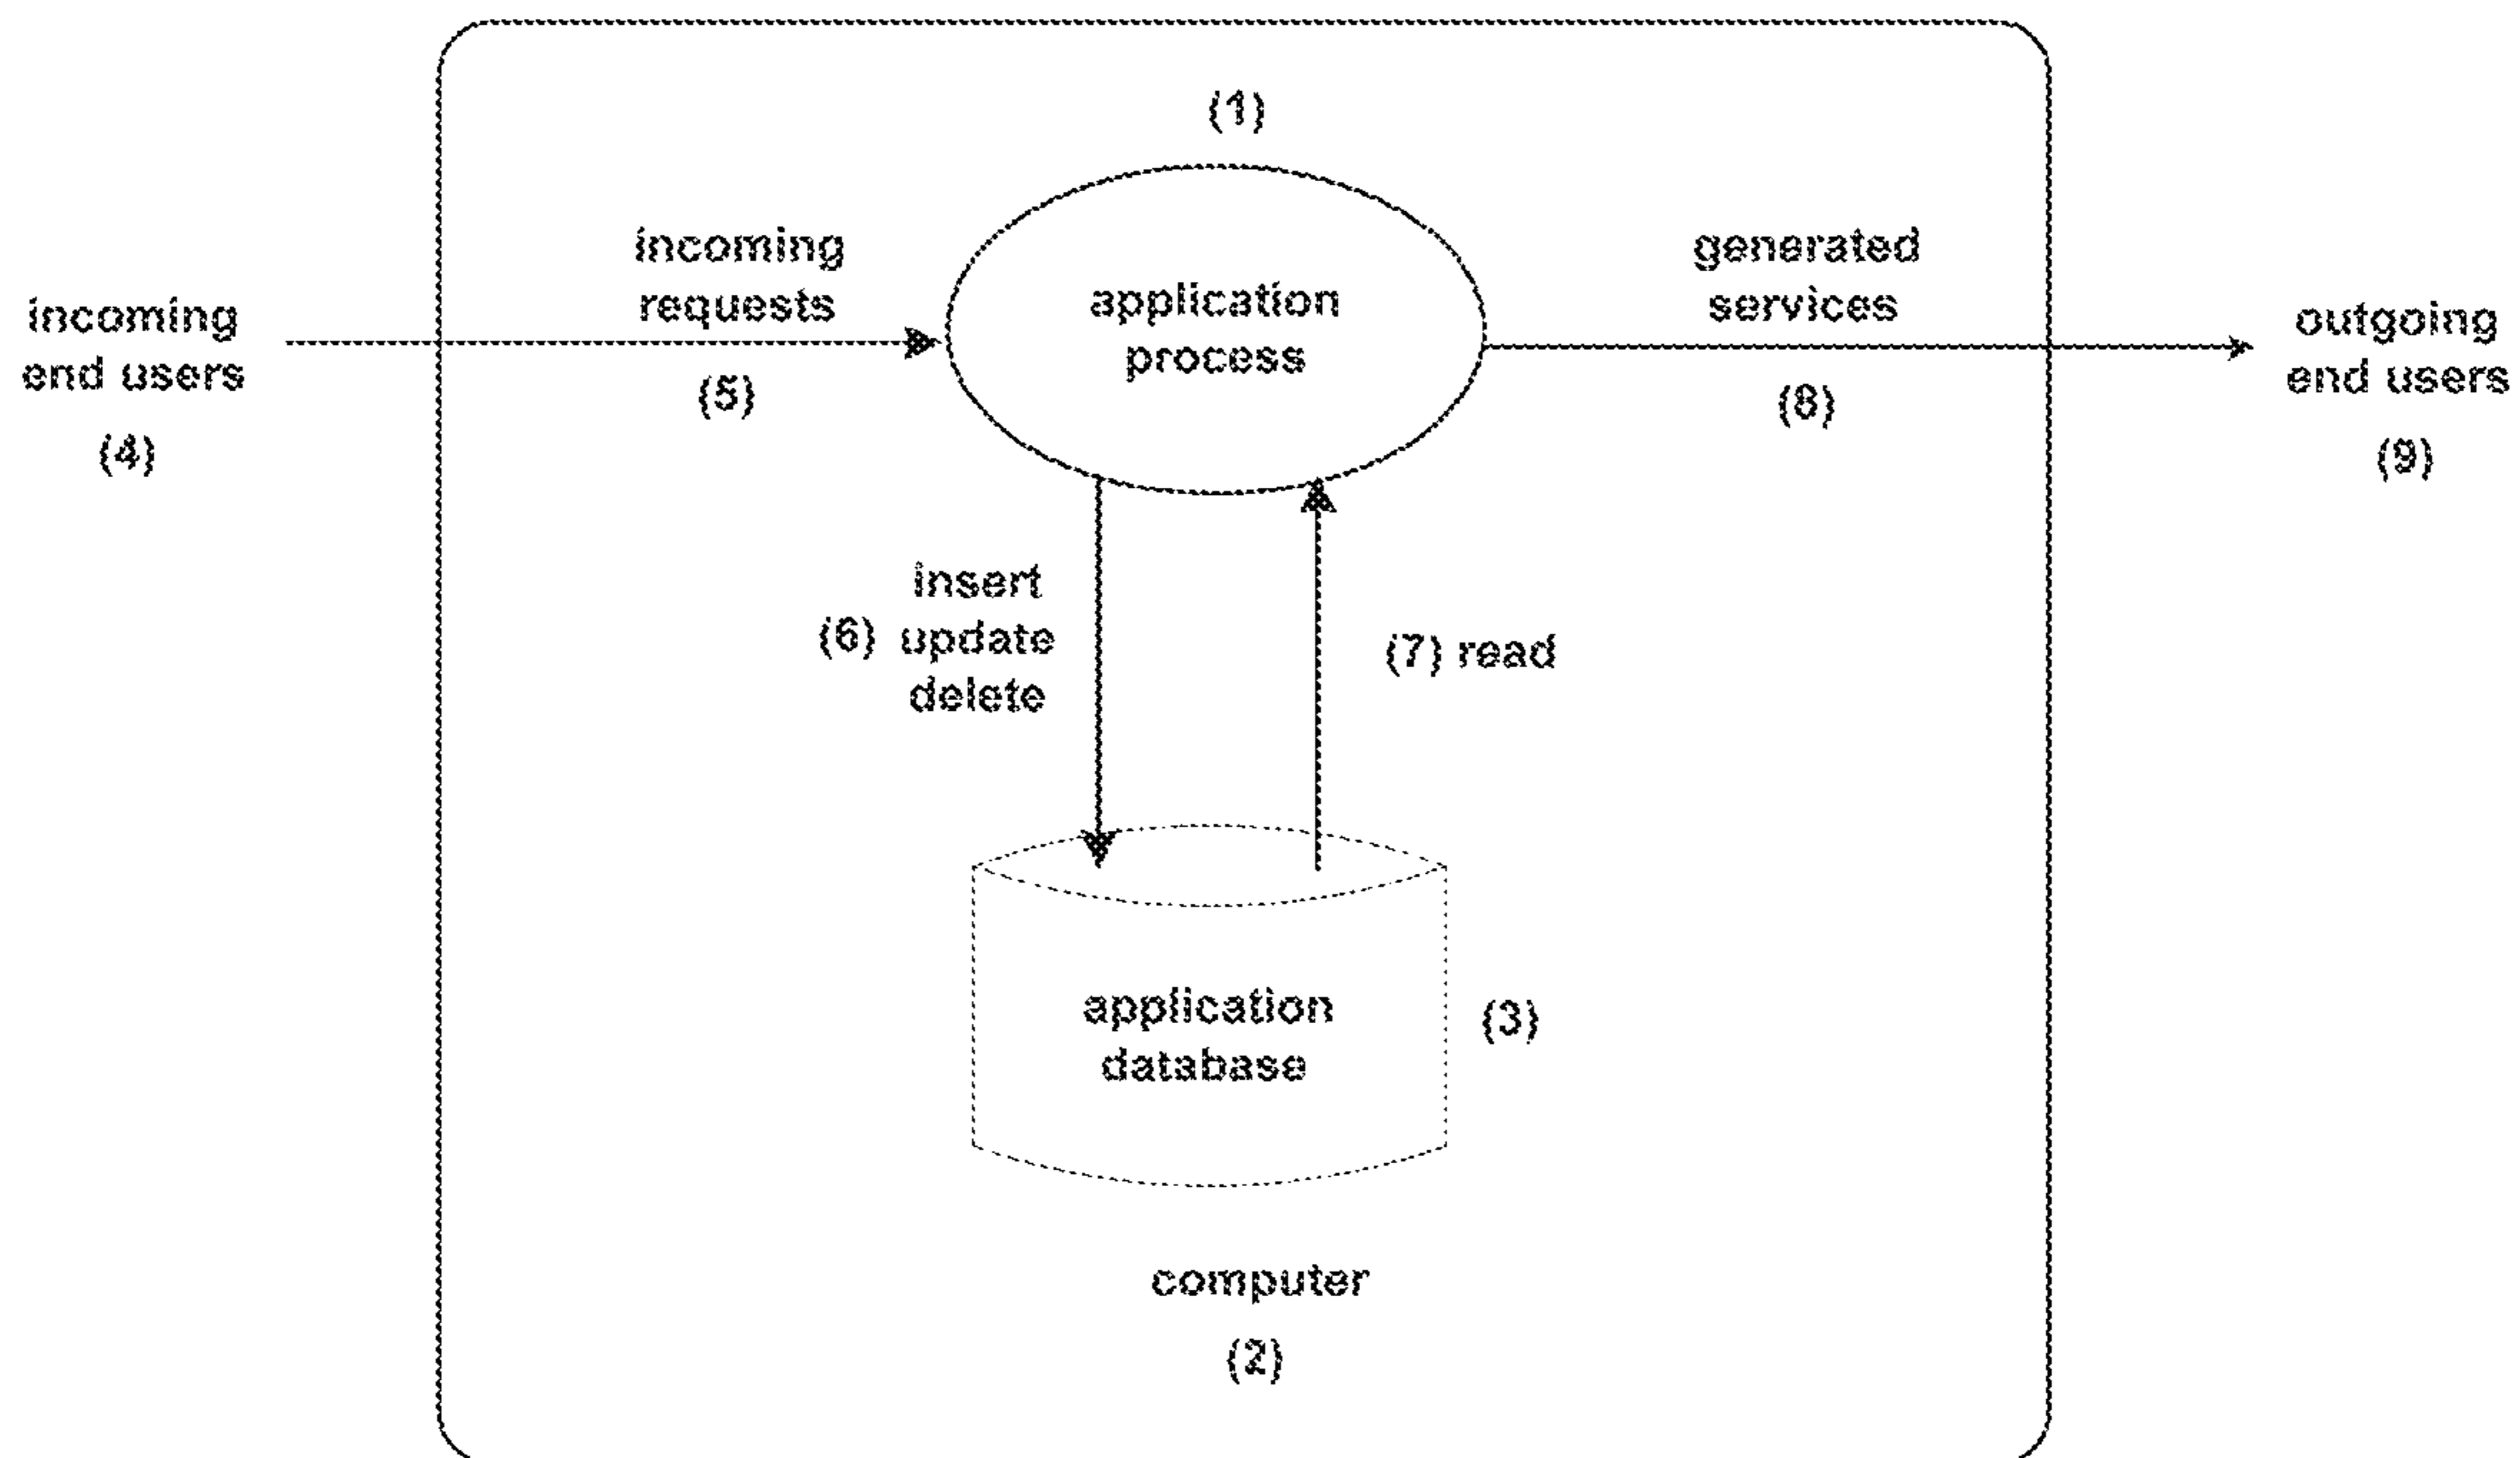 (1)
incoming
requests
generated
services
incoming
end users
application
process
outgoing
end users
(5)
(8)
(4)
(9)
insert
(6) update
delete
(7) read
application
database
(3)
computer
(2)